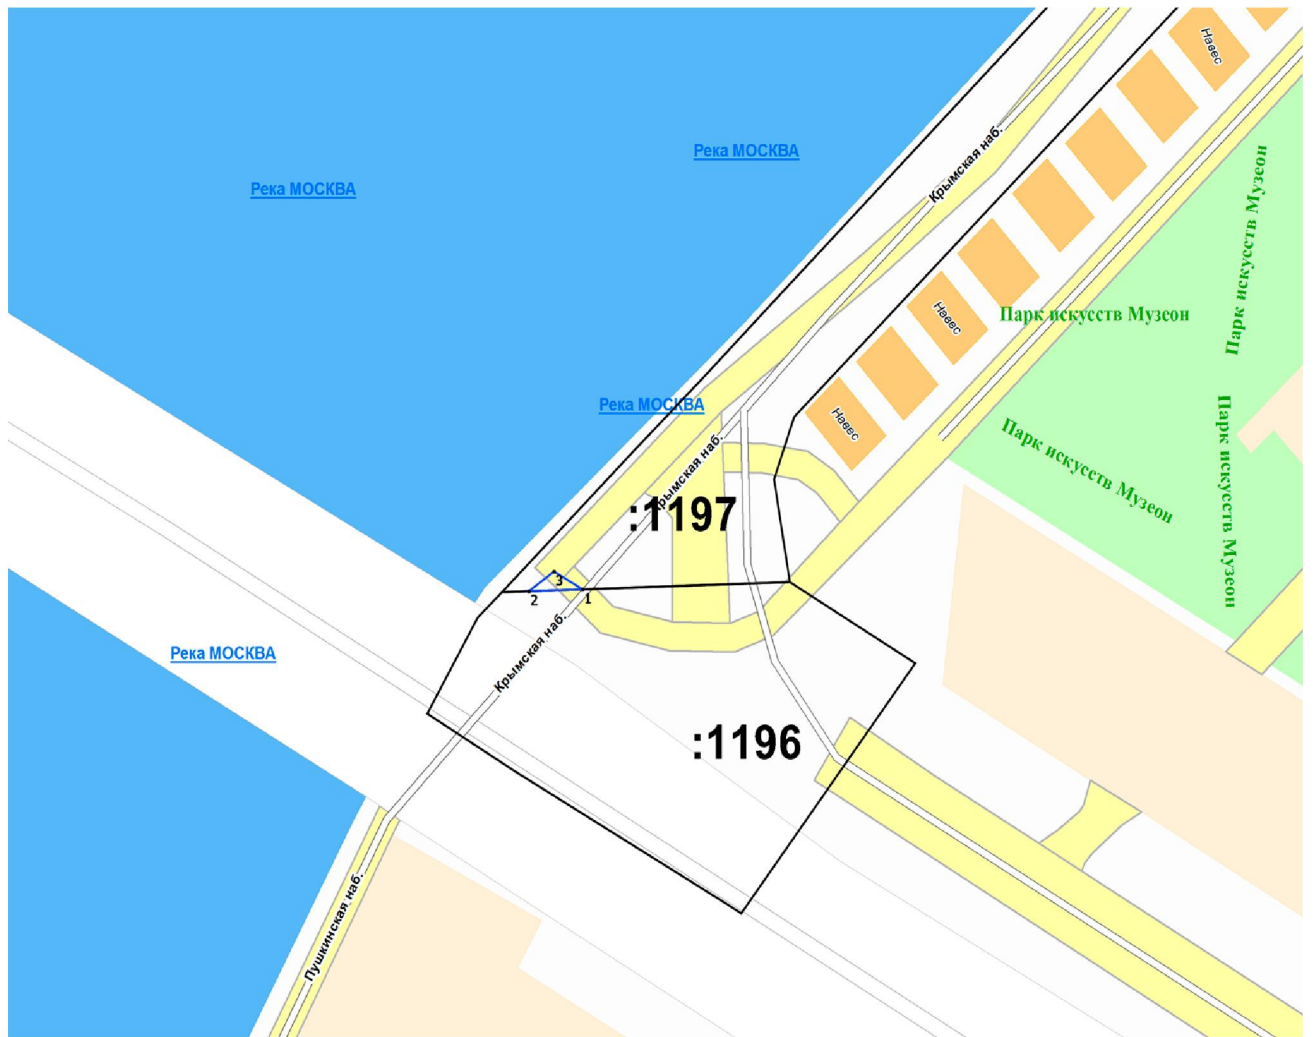 Навес
Крымская наб.
Река МОСКВА
Река МОСКВА
Парк искусств Музеон
Парк искусств Музеон
Навес
Река МОСКВА
Навес
Парк искусств Музеон
Парк искусств Музеон
Крымская наб.
:1197
3
2
1
Крымская наб.
Река МОСКВА
:1196
Пушкинская наб.